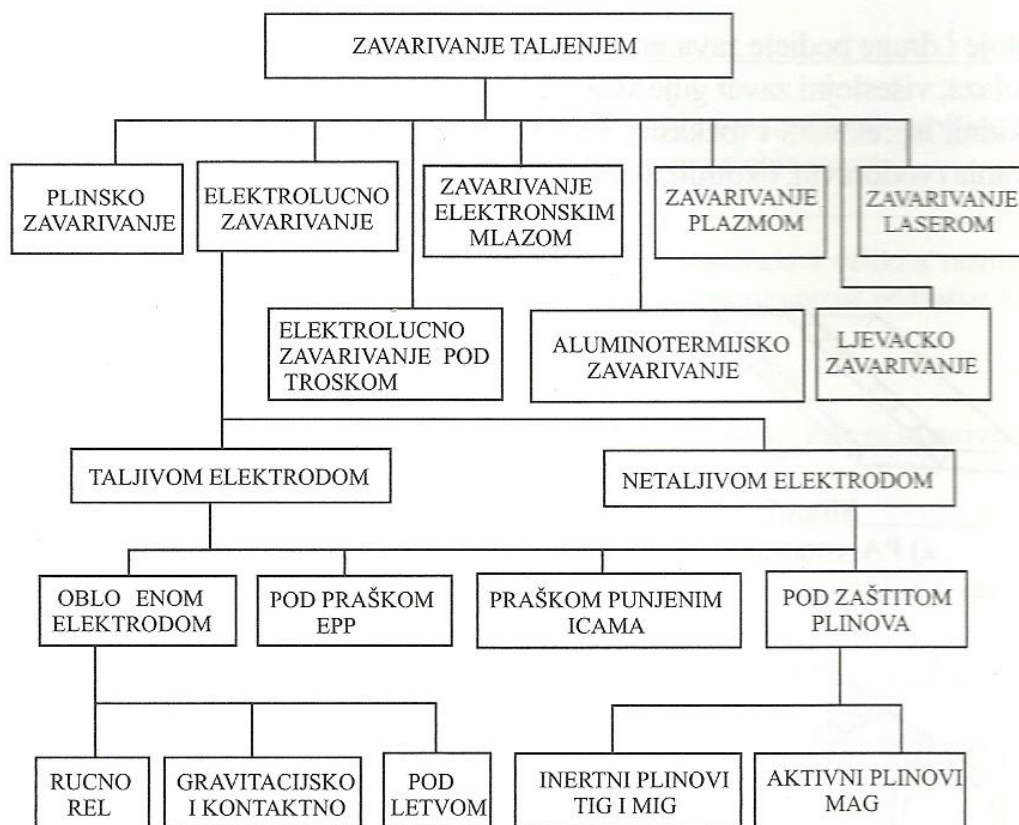 ZAVARIVANJE TALJENJEM
PLINSKO
ZAVARIVANJE
ELEKTROLUCNO
ZAVARIVANJE
ZAVARIVANJE
ELEKTRONSKIM
MLAZOM
ZAVARIVANJE
PLAZMOM
ZAVARIVANJE
LASEROM
ELEKTROLUCNO
ZAVARIVANJE POD
TROSKOM
ALUMINOTERMIJSKO
ZAVARIVANJE
LJEVACKO
ZAVARIVANJE
TALJIVOM ELEKTRODOM
NETALJIVOM ELEKTRODOM
OBLO ENOM
ELEKTRODOM
POD PRAŠKOM
EPP
PRAŠKOM PUNJENIM
ICAMA
POD ZAŠTITOM
PLINOVA
RUCNO
REL
GRAVITACIJSKO
I KONTAKTNO
POD
LETVOM
INERTNI PLINOVI
TIG I MIG
AKTIVNI PLINOVI
MAG